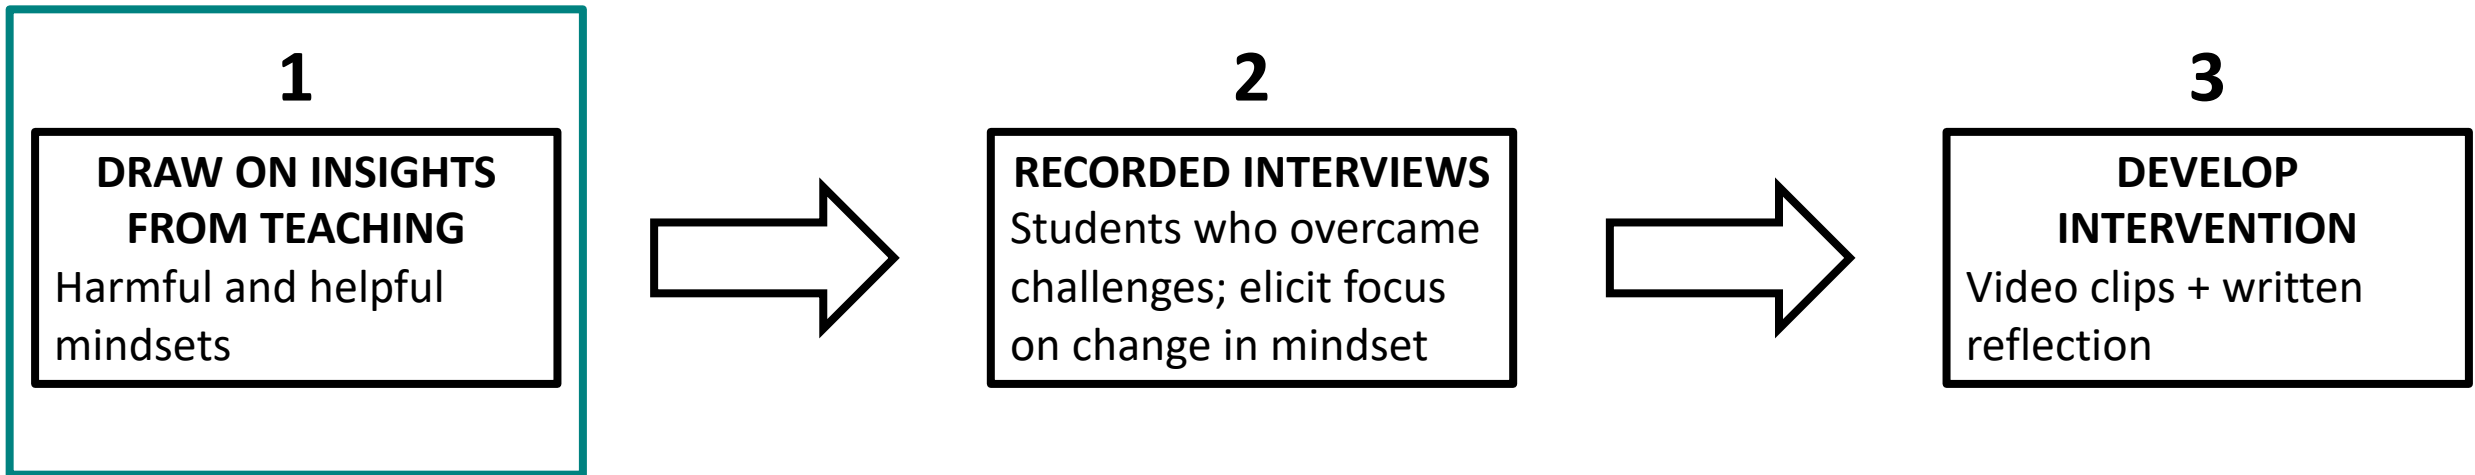 1
DRAW ON INSIGHTS
FROM TEACHING
Harmful and helpful
mindsets
2
RECORDED INTERVIEWS
Students who overcame
challenges; elicit focus
on change in mindset
3
DEVELOP
INTERVENTION
Video clips + written
reflection